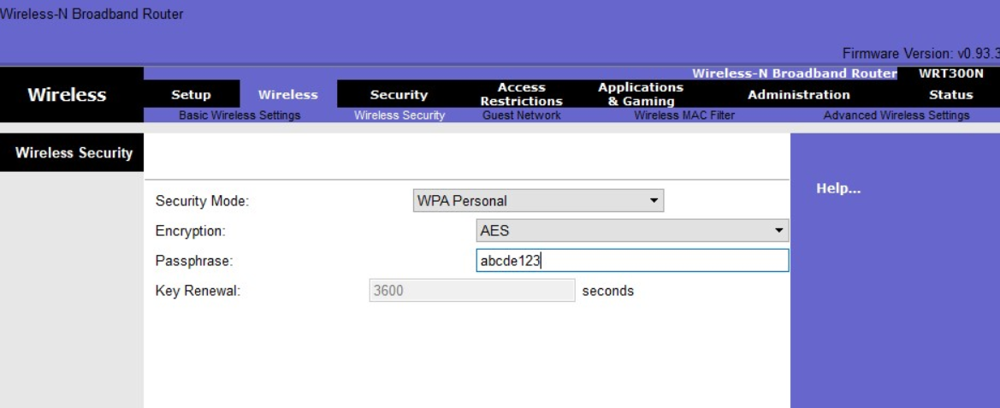 Wireless-N Broadband Router
Firmware Version: v0.93.3
Wireless-N Broadband Router WRT300N
Wireless
Setup Wireless Security Access Restrictions Applications & Gaming Administration Status
Basic Wireless Settings Wireless Security Guest Network Wireless MAC Filter Advanced Wireless Settings
Wireless Security
Help...
Security Mode: WPA Personal
Encryption: AES
Passphrase: abcde123
Key Renewal: 3600 seconds